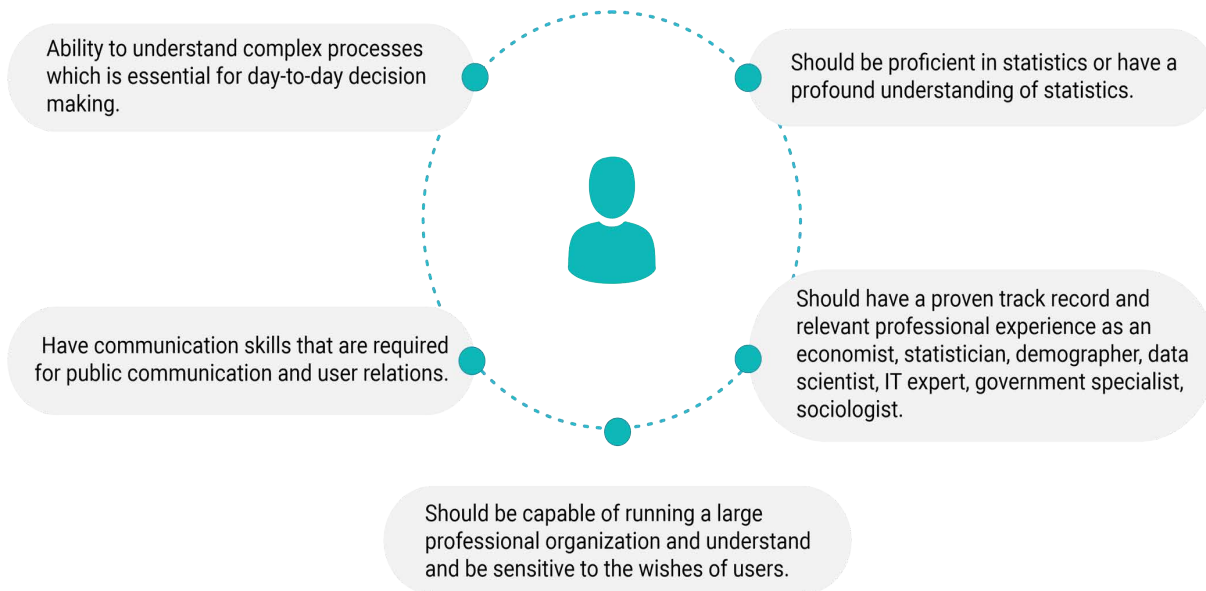 Ability to understand complex processes
which is essential for day-to-day decision
making.
Should be proficient in statistics or have a
profound understanding of statistics.
Have communication skills that are required
for public communication and user relations.
Should have a proven track record and
relevant professional experience as an
economist, statistician, demographer, data
scientist, IT expert, government specialist,
sociologist.
Should be capable of running a large
professional organization and understand
and be sensitive to the wishes of users.